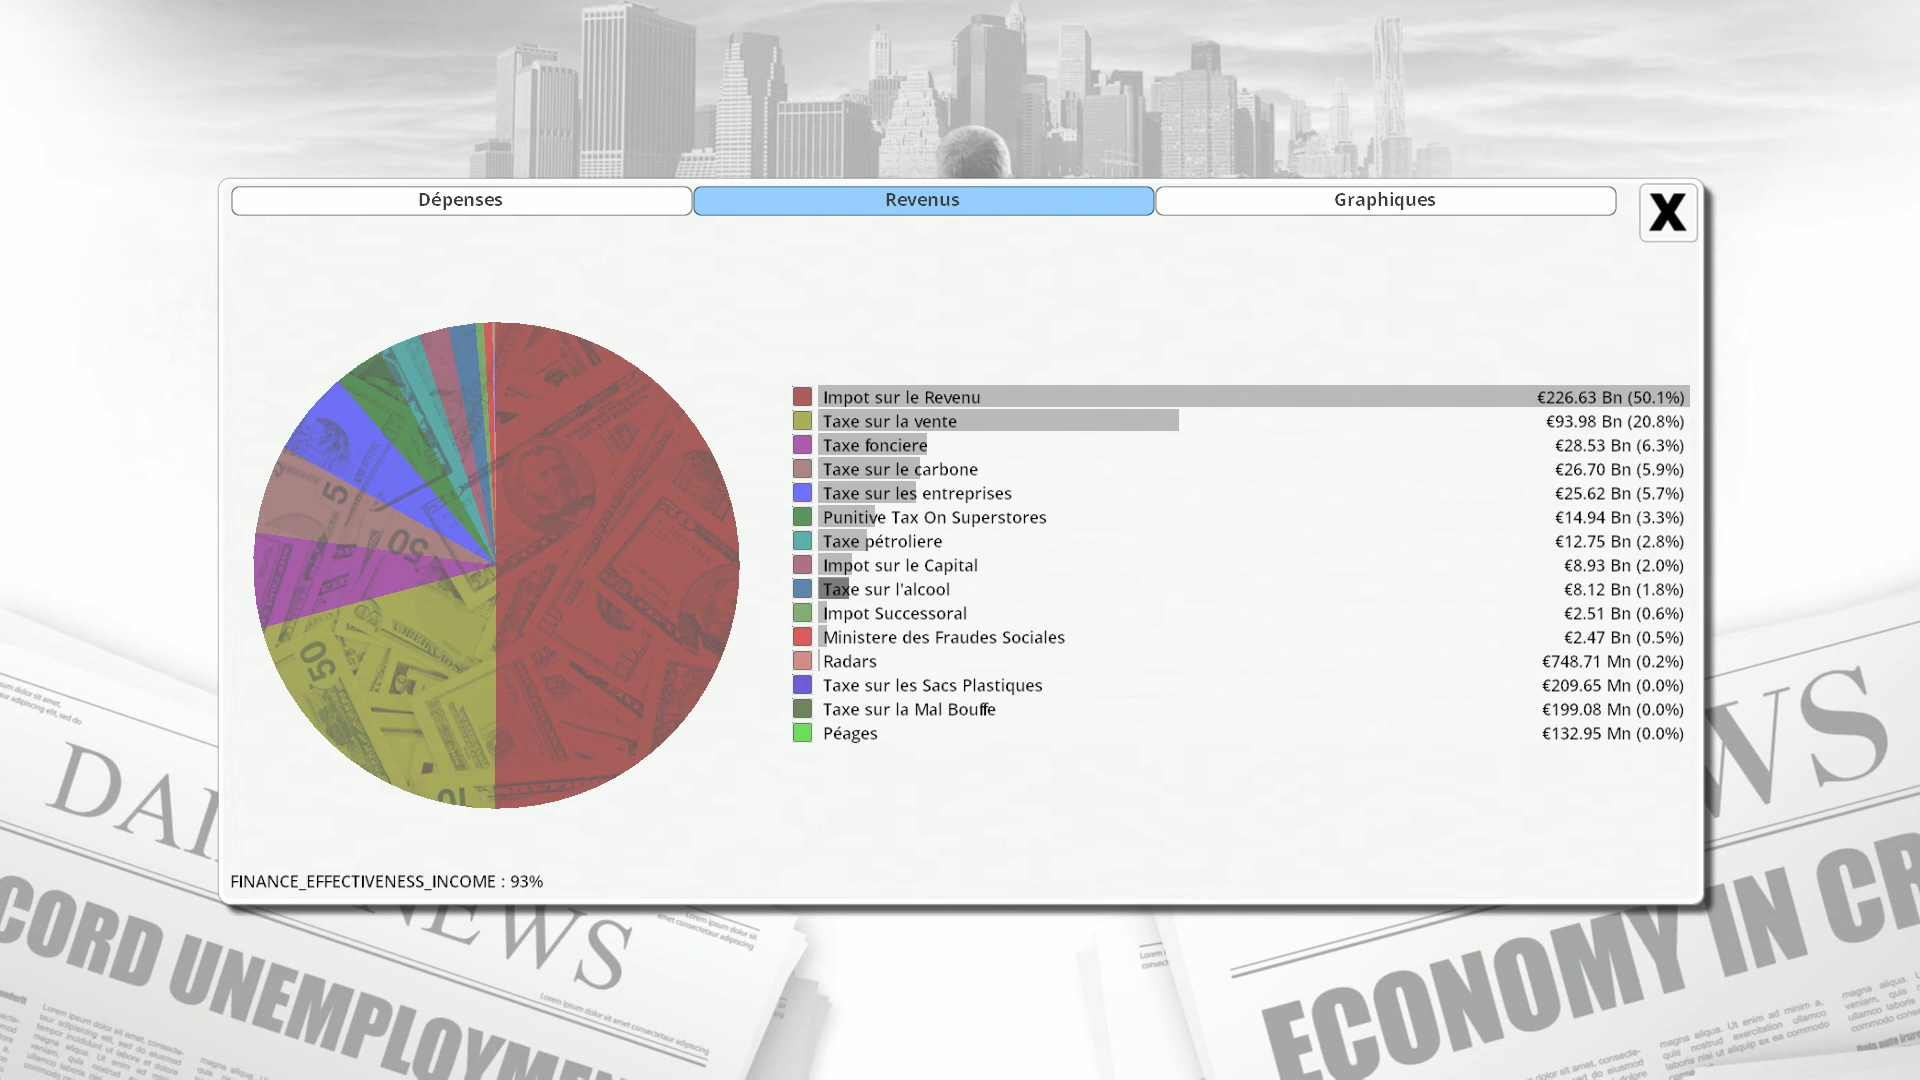 Dépenses
Revenus
Graphiques
X
Impot sur le Revenu €226.63 Bn (50.1%)
Taxe sur la vente €93.98 Bn (20.8%)
Taxe fonciere €28.53 Bn (6.3%)
Taxe sur le carbone €26.70 Bn (5.9%)
Taxe sur les entreprises €25.62 Bn (5.7%)
Punitive Tax On Superstores €14.94 Bn (3.3%)
Taxe pétroliere €12.75 Bn (2.8%)
Impot sur le Capital €8.93 Bn (2.0%)
Taxe sur l'alcool €8.12 Bn (1.8%)
Impot Successoral €2.51 Bn (0.6%)
Ministere des Fraudes Sociales €2.47 Bn (0.5%)
Radars €748.71 Mn (0.2%)
Taxe sur les Sacs Plastiques €209.65 Mn (0.0%)
Taxe sur la Mal Bouffe €199.08 Mn (0.0%)
Péages €132.95 Mn (0.0%)
FINANCE_EFFECTIVENESS_INCOME : 93%
DAI
NEWS
CORD UNEMPLOYME
WS
ECONOMY IN CR